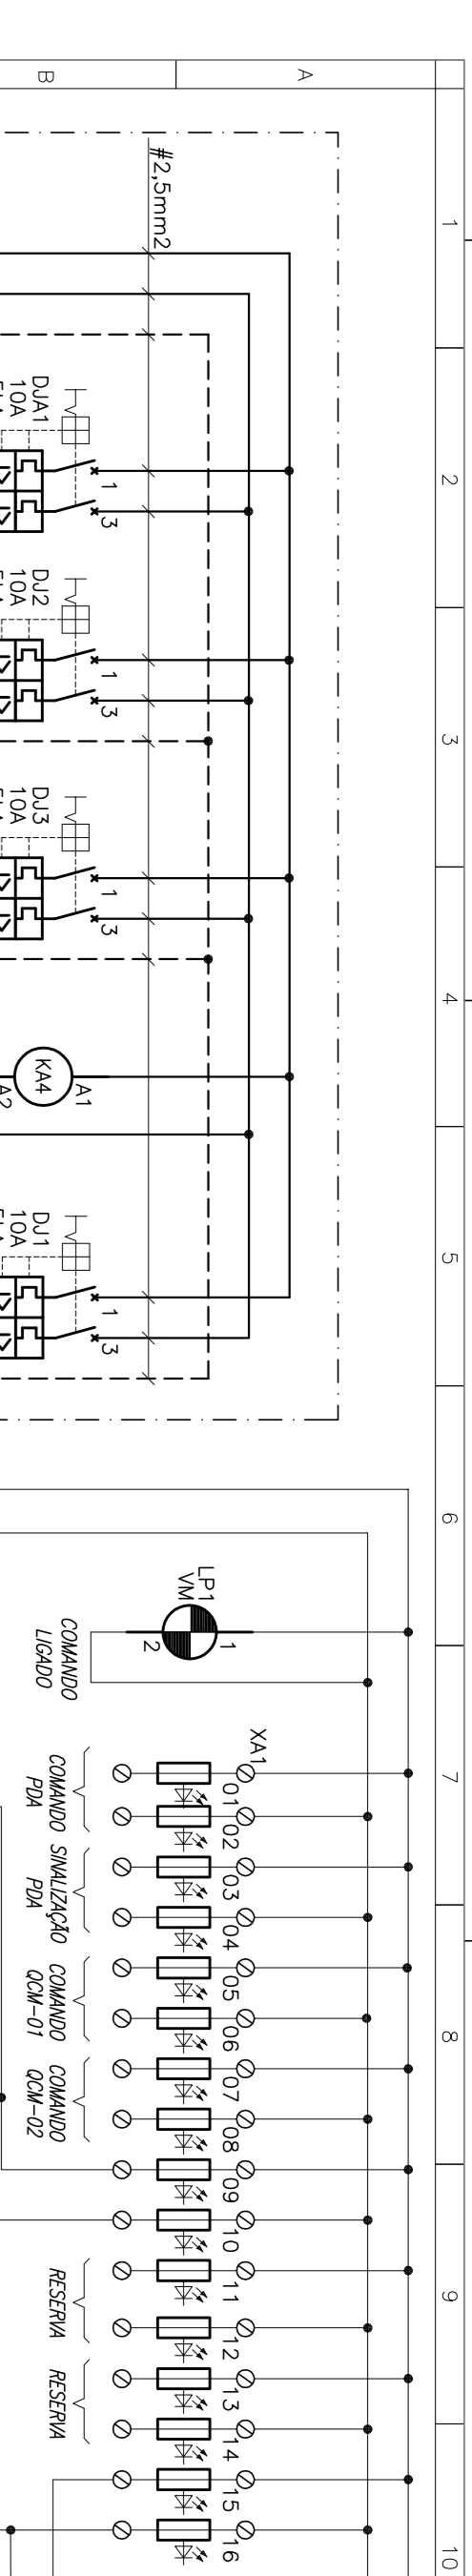 A
B
1
2
3
4
5
6
7
8
9
10
#2,5mm2
DJA1
10A
1
3
DJ2
10A
1
3
DJ3
10A
1
3
KA4
A1
A2
DJ1
10A
1
3
LP1
VM
1
2
COMANDO
LIGADO
XA1
01
02
03
04
05
06
07
08
09
10
11
12
13
14
15
16
COMANDO
PDA
SINALIZAÇÃO
PDA
COMANDO
QCM-01
COMANDO
QCM-02
RESERVA
RESERVA